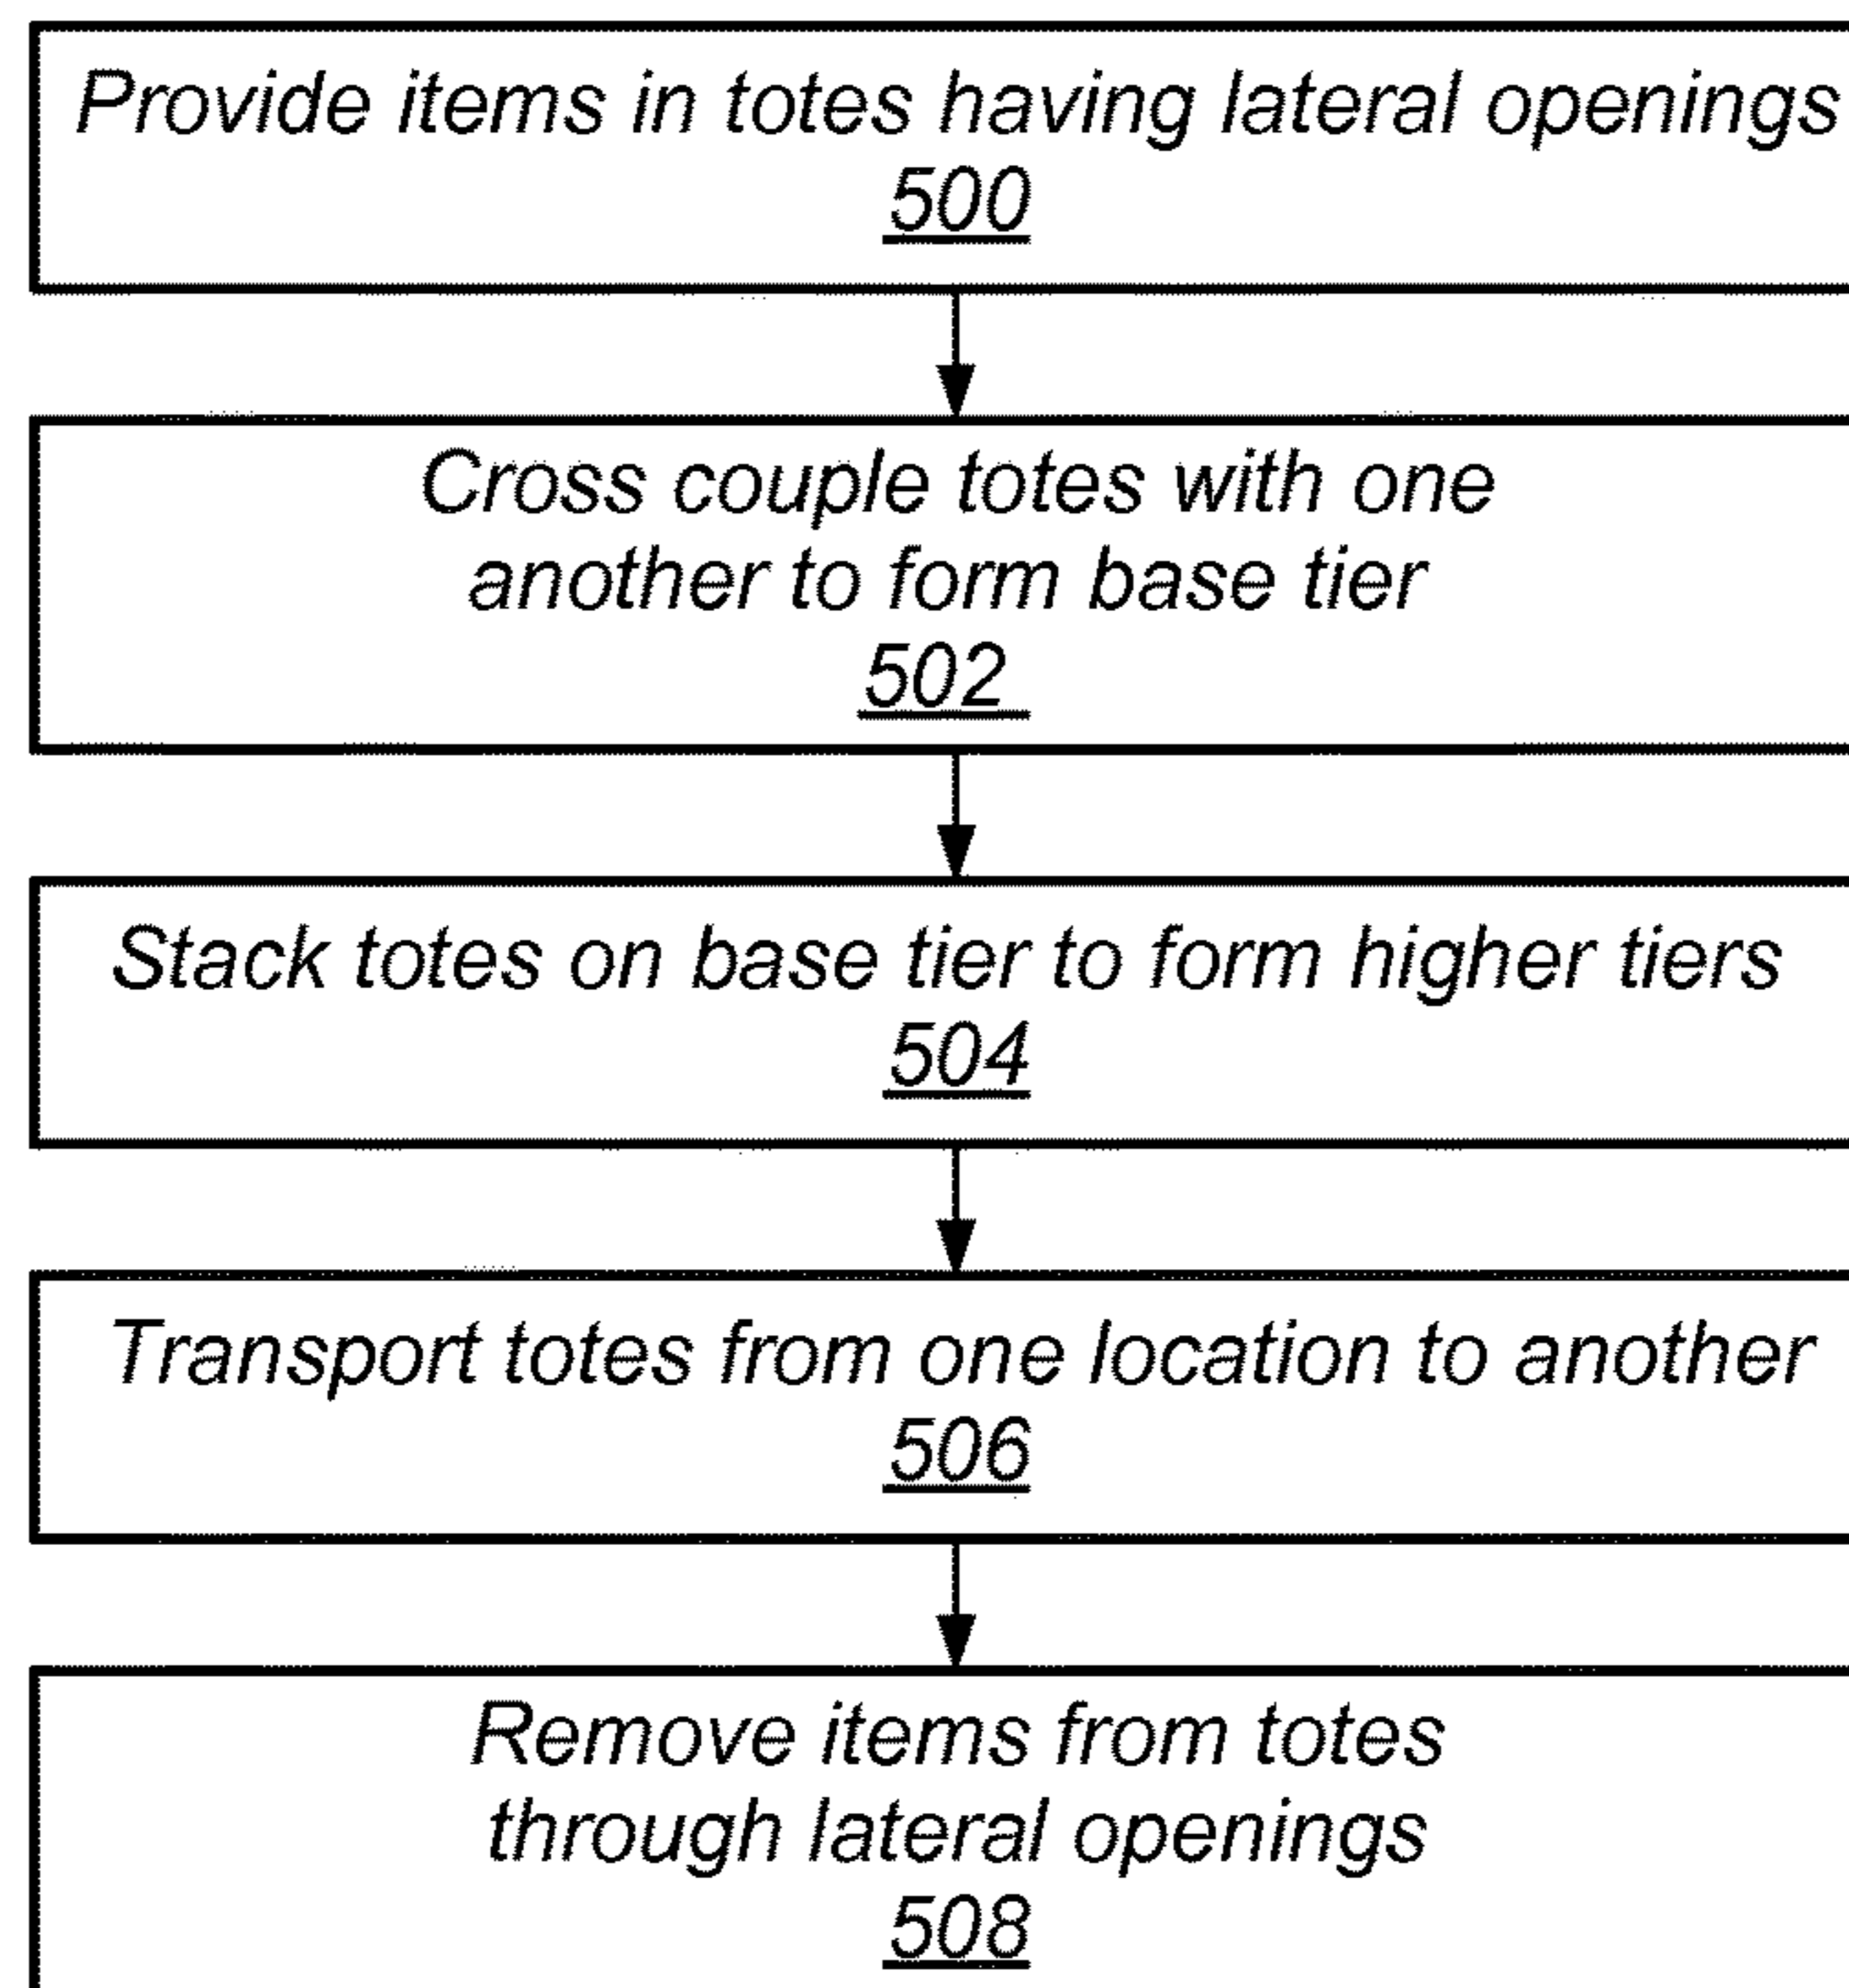 Provide items in totes having lateral openings
500
Cross couple totes with one
another to form base tier
502
Stack totes on base tier to form higher tiers
504
Transport totes from one location to another
506
Remove items from totes
through lateral openings
508